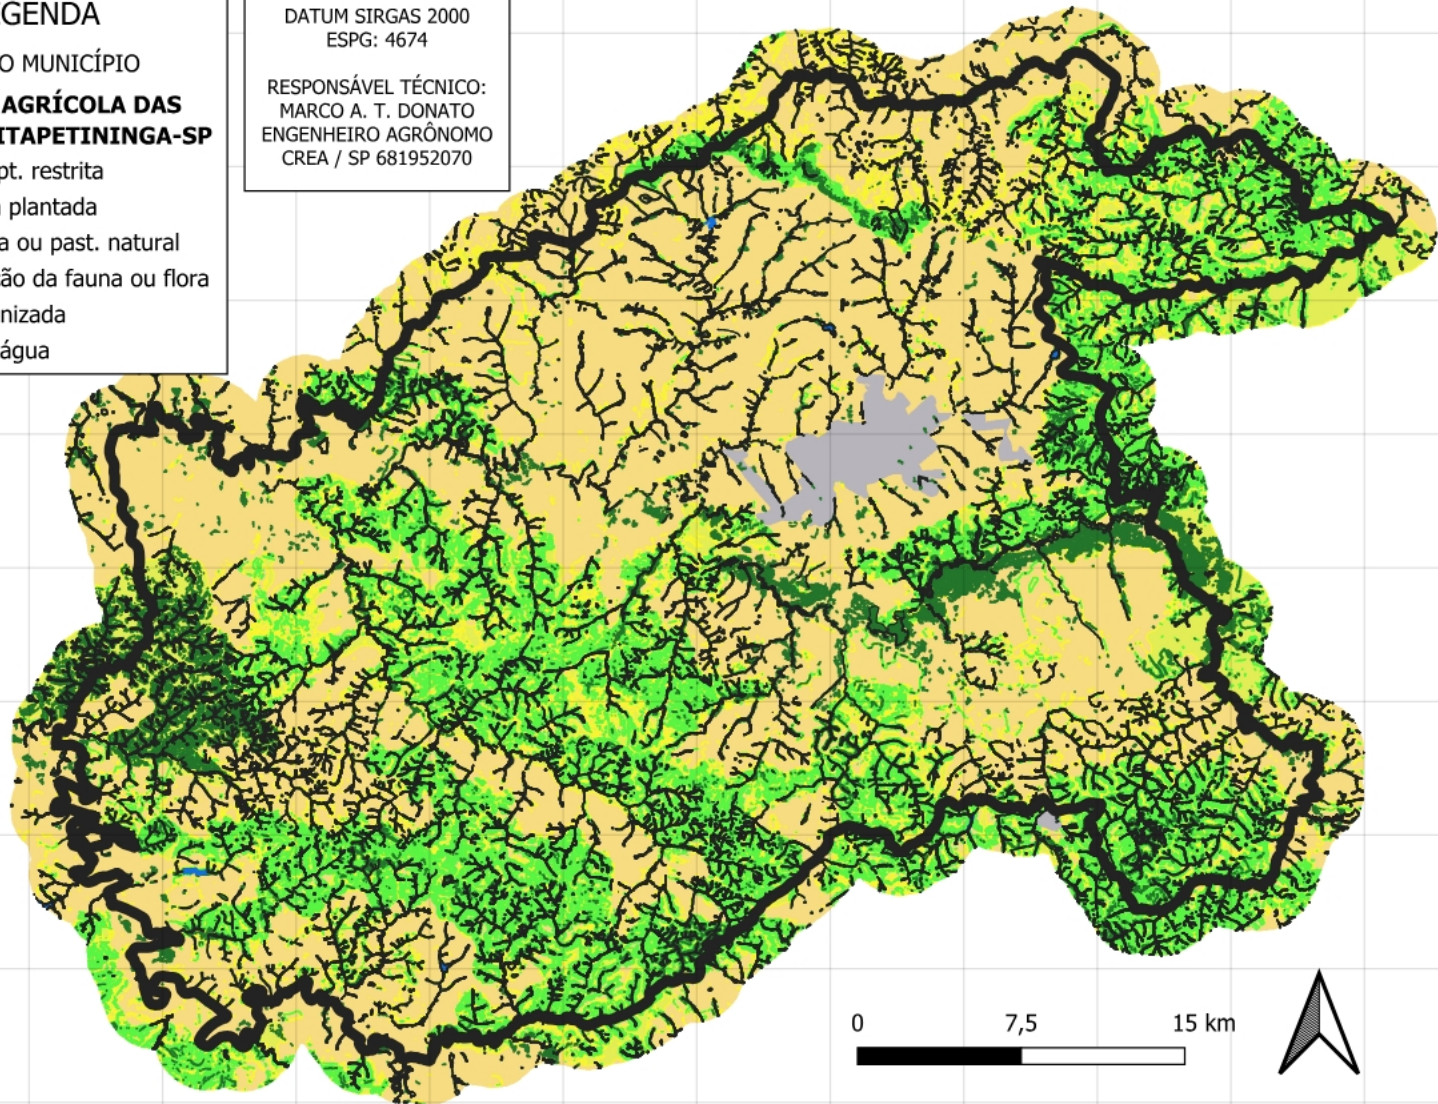 GENDA
O MUNICÍPIO
AGRÍCOLA DAS
ITAPETININGA-SP
pt. restrita
plantada
a ou past. natural
ção da fauna ou flora
nizada
água
DATUM SIRGAS 2000
ESPG: 4674
RESPONSÁVEL TÉCNICO:
MARCO A. T. DONATO
ENGENHEIRO AGRÔNOMO
CREA / SP 681952070
0 7,5 15 km